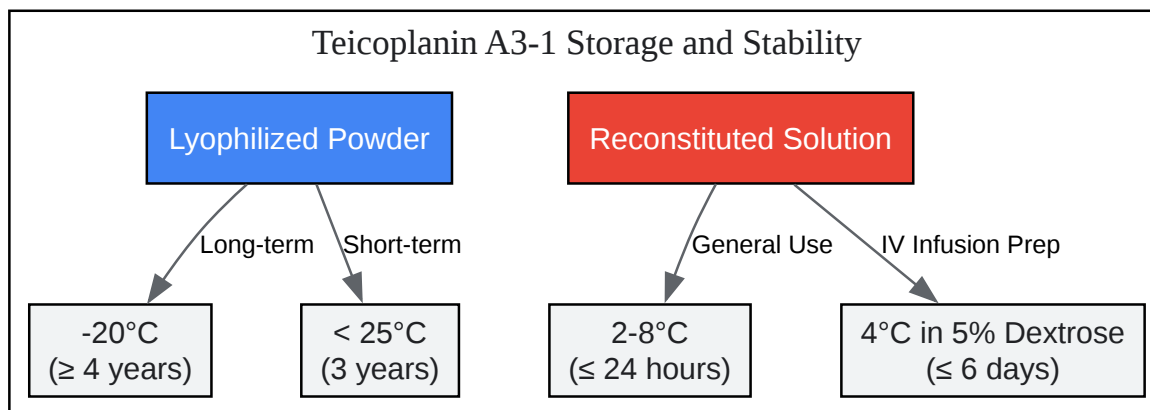 Teicoplanin A3-1 Storage and Stability
Lyophilized Powder
Reconstituted Solution
Long-term
Short-term
General Use
IV Infusion Prep
-20°C
(≥ 4 years)
< 25°C
(3 years)
2-8°C
(≤ 24 hours)
4°C in 5% Dextrose
(≤ 6 days)